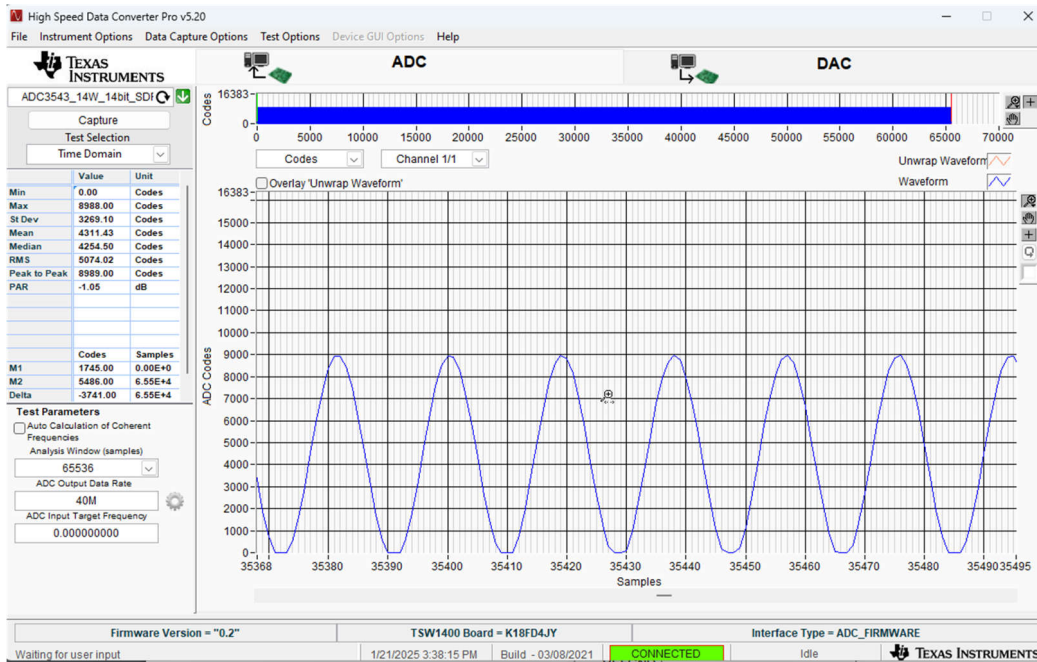 High Speed Data Converter Pro v5.20
File Instrument Options Data Capture Options Test Options Device GUI Options Help
TEXAS INSTRUMENTS
ADC
DAC
ADC3543_14W_14bit_SDR
Capture
Test Selection
Time Domain
Value Unit
Min 0.00 Codes
Max 8988.00 Codes
St Dev 3269.10 Codes
Mean 4311.43 Codes
Median 4254.50 Codes
RMS 5074.02 Codes
Peak to Peak 8989.00 Codes
PAR -1.05 dB
Codes Samples
M1 1745.00 0.00E+0
M2 5486.00 6.55E+4
Delta -3741.00 6.55E+4
Test Parameters
Auto Calculation of Coherent
Frequencies
Analysis Window (samples)
65536
ADC Output Data Rate
40M
ADC Input Target Frequency
0.000000000
Codes
16383
0
0 5000 10000 15000 20000 25000 30000 35000 40000 45000 50000 55000 60000 65000 70000
Codes
Channel 1/1
Unwrap Waveform
Overlay 'Unwrap Waveform'
Waveform
ADC Codes
16383
15000
14000
13000
12000
11000
10000
9000
8000
7000
6000
5000
4000
3000
2000
1000
0
35368 35380 35390 35400 35410 35420 35430 35440 35450 35460 35470 35480 35490 35495
Samples
Firmware Version = "0.2"
TSW1400 Board = K18FD4JY
Interface Type = ADC_FIRMWARE
Waiting for user input
1/21/2025 3:38:15 PM
Build - 03/08/2021
CONNECTED
Idle
TEXAS INSTRUMENTS